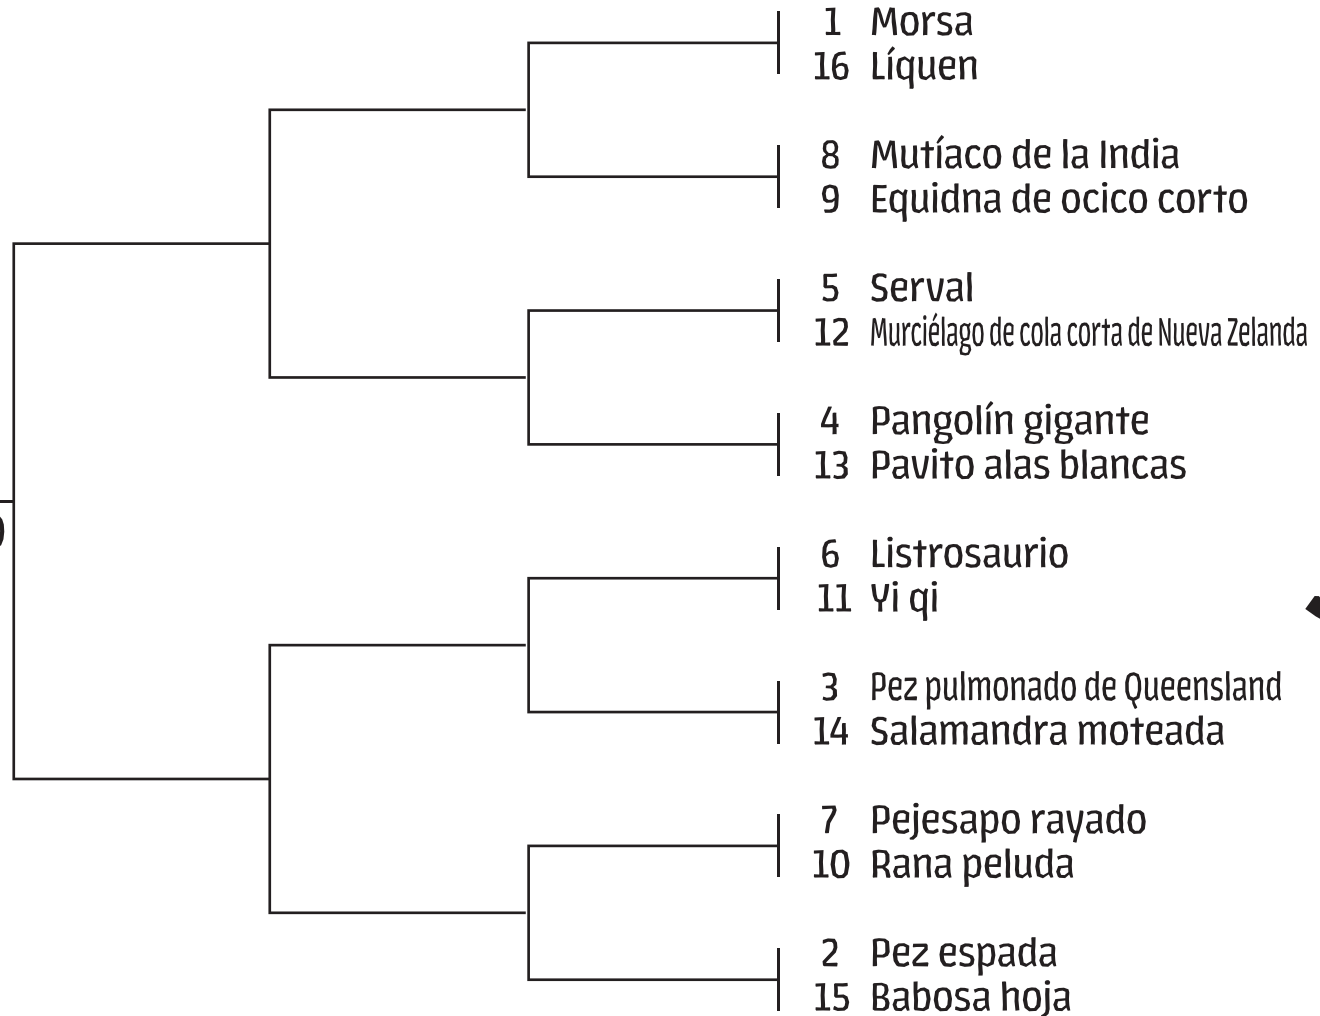 1 Morsa
16 Líquen
8 Mutíaco de la India
9 Equidna de ocico corto
5 Serval
12 Murciélago de cola corta de Nueva Zelanda
4 Pangolín gigante
13 Pavito alas blancas
6 Listrosaurio
11 Yi qi
3 Pez pulmonado de Queensland
14 Salamandra moteada
7 Pejesapo rayado
10 Rana peluda
2 Pez espada
15 Babosa hoja